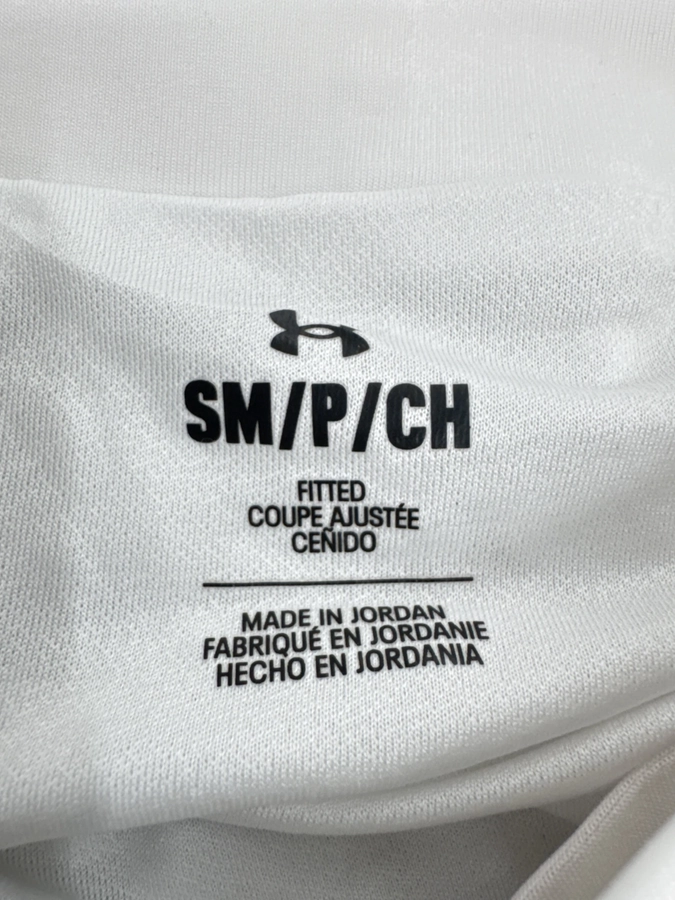 SM/P/CH
FITTED
COUPE AJUSTÉE
CEÑIDO
MADE IN JORDAN
FABRIQUÉ EN JORDANIE
HECHO EN JORDANIA